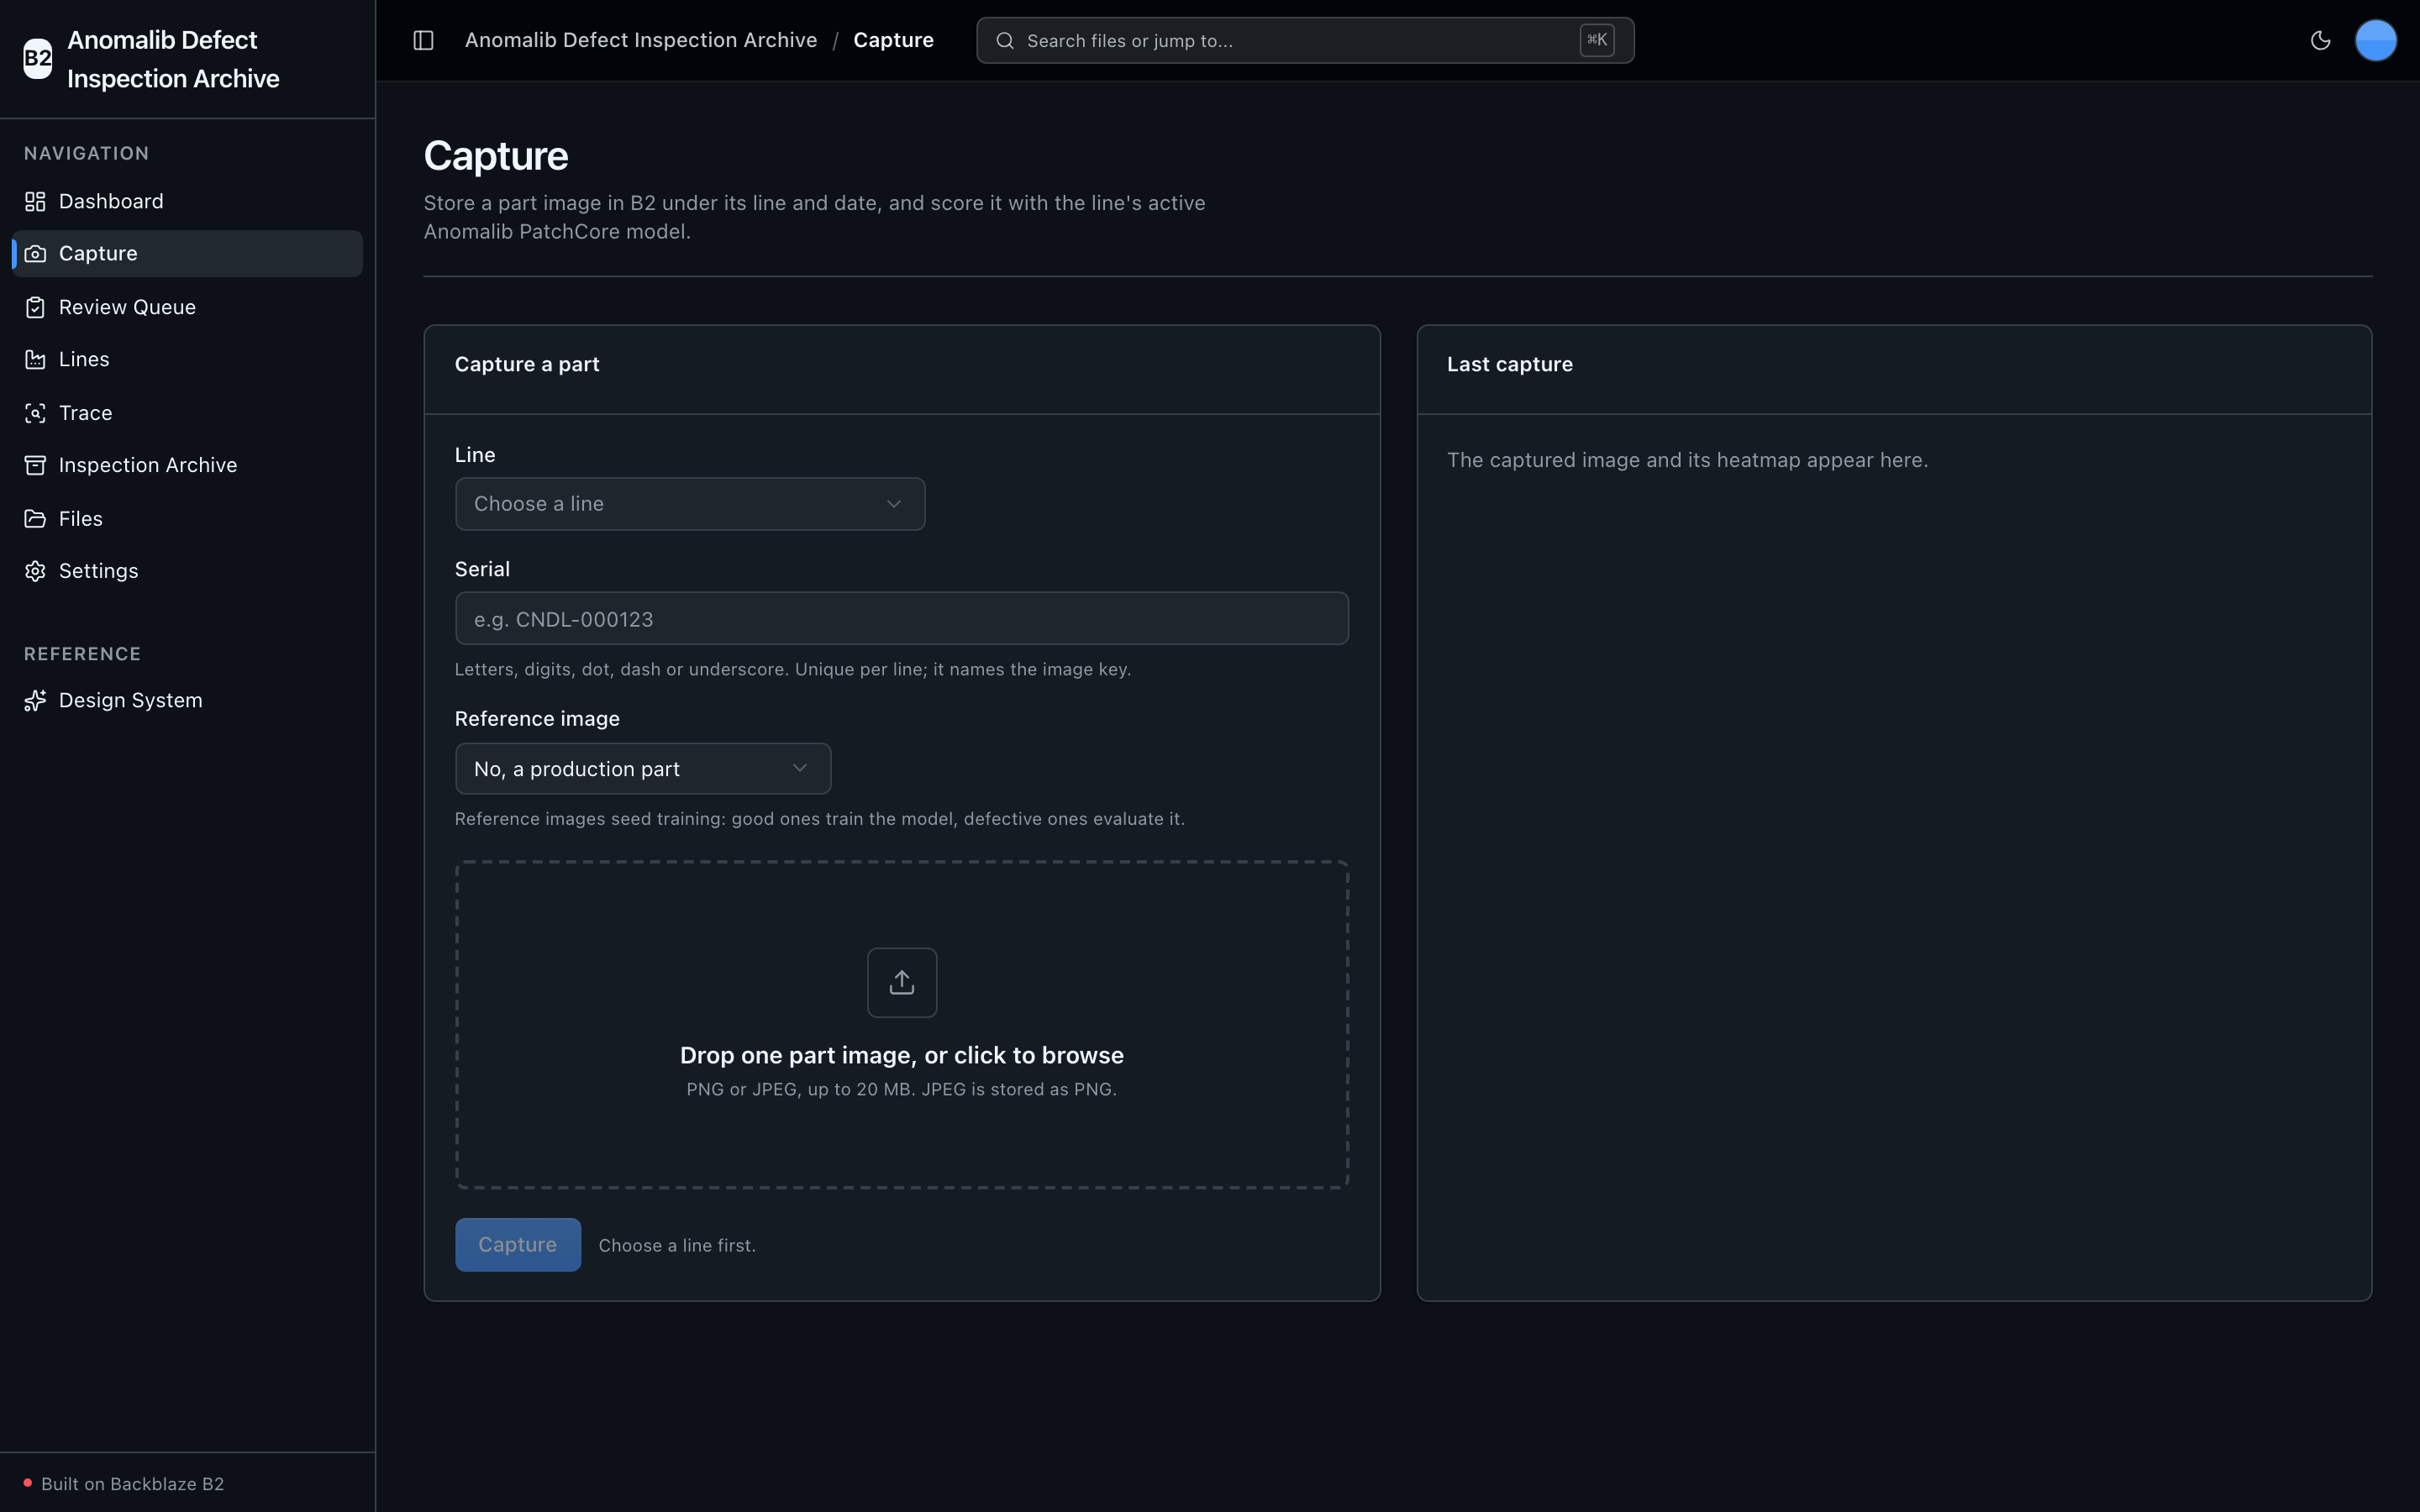 B2
Anomalib Defect
Inspection Archive
NAVIGATION
Dashboard
Capture
Review Queue
Lines
Trace
Inspection Archive
Files
Settings
REFERENCE
Design System
Built on Backblaze B2
Anomalib Defect Inspection Archive / Capture
Search files or jump to...
⌘K
Capture
Store a part image in B2 under its line and date, and score it with the line's active
Anomalib PatchCore model.
Capture a part
Line
Choose a line
Serial
e.g. CNDL-000123
Letters, digits, dot, dash or underscore. Unique per line; it names the image key.
Reference image
No, a production part
Reference images seed training: good ones train the model, defective ones evaluate it.
Drop one part image, or click to browse
PNG or JPEG, up to 20 MB. JPEG is stored as PNG.
Capture
Choose a line first.
Last capture
The captured image and its heatmap appear here.